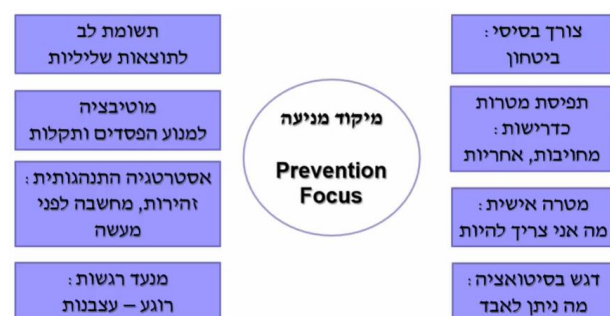 צורך בסיסי:
ביטחון
תפיסת מטרות
כדרישות:
מחויבות, אחריות
מטרה אישית:
מה אני צריך להיות
דגש בסיטואציה:
מה ניתן לאבד
מיקוד מניעה
Prevention
Focus
תשומת לב
לתוצאות שליליות
מוטיבציה
למנוע הפסדים ותקלות
אסטרטגיה התנהגותית:
זהירות, מחשבה לפני
מעשה
מנעד רגשות:
רוגע – עצבנות